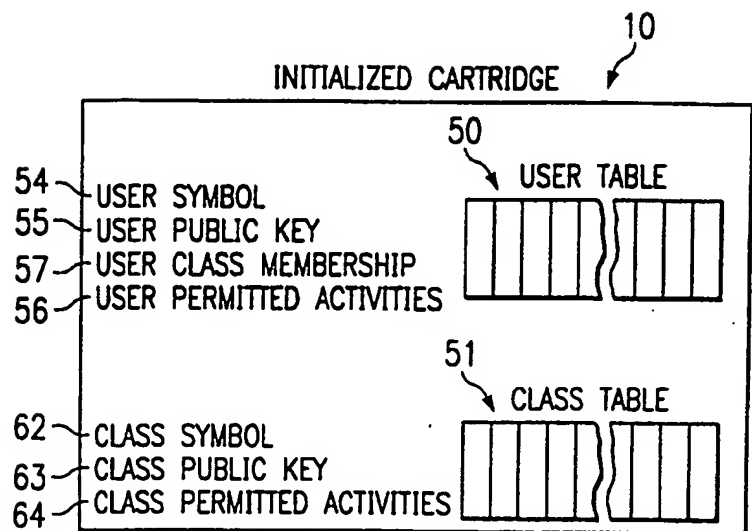 10
INITIALIZED CARTRIDGE
50
USER TABLE
54 USER SYMBOL
55 USER PUBLIC KEY
57 USER CLASS MEMBERSHIP
56 USER PERMITTED ACTIVITIES
51
CLASS TABLE
62 CLASS SYMBOL
63 CLASS PUBLIC KEY
64 CLASS PERMITTED ACTIVITIES